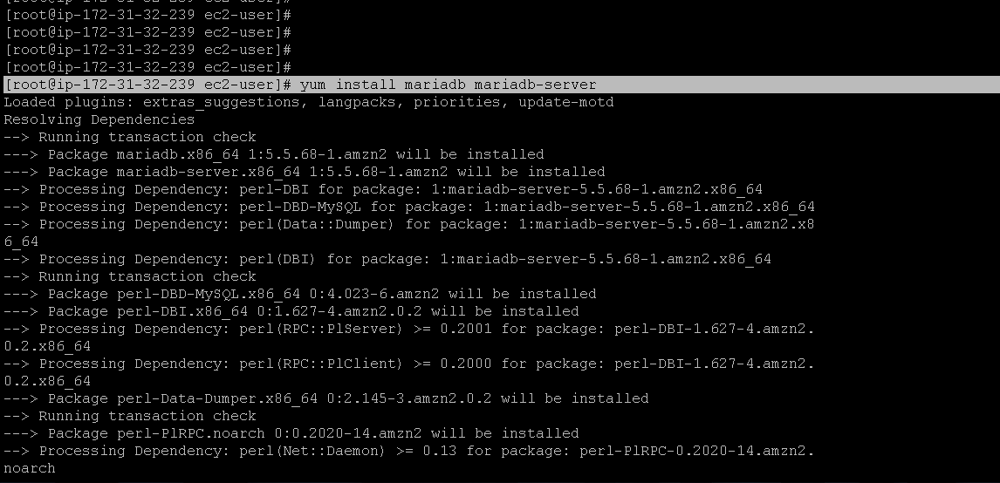 [root@ip-172-31-32-239 ec2-user]#
[root@ip-172-31-32-239 ec2-user]#
[root@ip-172-31-32-239 ec2-user]#
[root@ip-172-31-32-239 ec2-user]#
[root@ip-172-31-32-239 ec2-user]# yum install mariadb mariadb-server
Loaded plugins: extras_suggestions, langpacks, priorities, update-motd
Resolving Dependencies
--> Running transaction check
---> Package mariadb.x86_64 1:5.5.68-1.amzn2 will be installed
---> Package mariadb-server.x86_64 1:5.5.68-1.amzn2 will be installed
--> Processing Dependency: perl-DBI for package: 1:mariadb-server-5.5.68-1.amzn2.x86_64
--> Processing Dependency: perl-DBD-MySQL for package: 1:mariadb-server-5.5.68-1.amzn2.x86_64
--> Processing Dependency: perl(Data::Dumper) for package: 1:mariadb-server-5.5.68-1.amzn2.x8
6_64
--> Processing Dependency: perl(DBI) for package: 1:mariadb-server-5.5.68-1.amzn2.x86_64
--> Running transaction check
---> Package perl-DBD-MySQL.x86_64 0:4.023-6.amzn2 will be installed
---> Package perl-DBI.x86_64 0:1.627-4.amzn2.0.2 will be installed
--> Processing Dependency: perl(RPC::PlServer) >= 0.2001 for package: perl-DBI-1.627-4.amzn2.
0.2.x86_64
--> Processing Dependency: perl(RPC::PlClient) >= 0.2000 for package: perl-DBI-1.627-4.amzn2.
0.2.x86_64
---> Package perl-Data-Dumper.x86_64 0:2.145-3.amzn2.0.2 will be installed
--> Running transaction check
---> Package perl-PlRPC.noarch 0:0.2020-14.amzn2 will be installed
--> Processing Dependency: perl(Net::Daemon) >= 0.13 for package: perl-PlRPC-0.2020-14.amzn2.
noarch